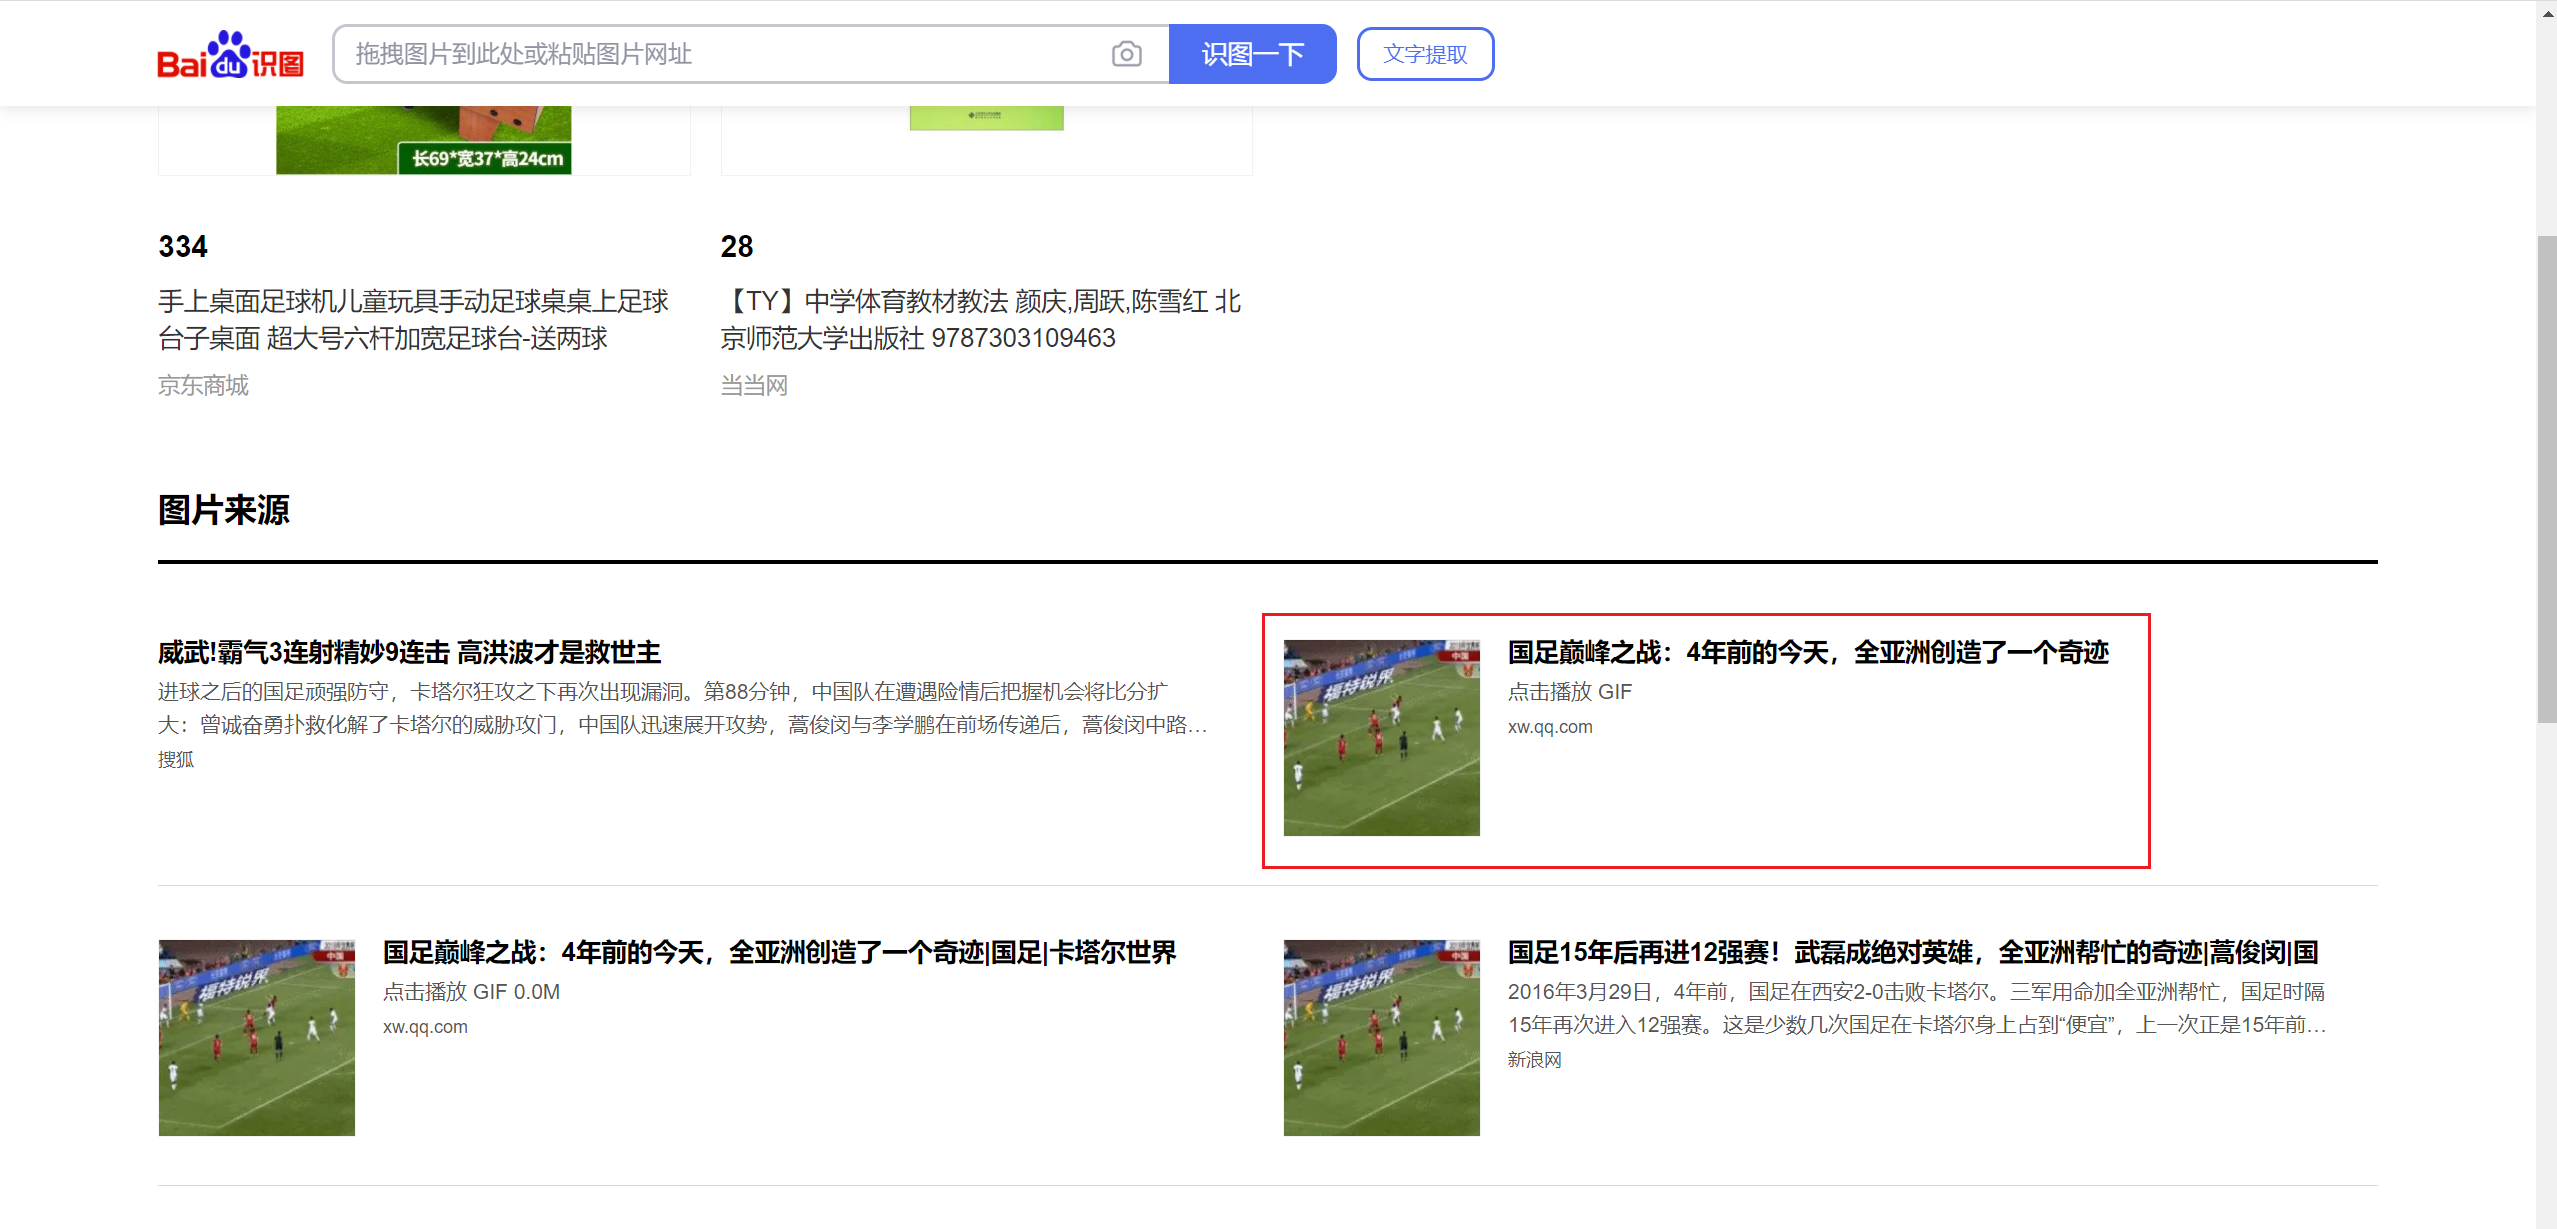 Bai du 识图
拖拽图片到此处或粘贴图片网址
识图一下
文字提取
长69*宽37*高24cm
334
手上桌面足球机儿童玩具手动足球桌桌上足球
台子桌面 超大号六杆加宽足球台-送两球
京东商城
28
【TY】中学体育教材教法 颜庆,周跃,陈雪红 北
京师范大学出版社 9787303109463
当当网
图片来源
威武!霸气3连射精妙9连击 高洪波才是救世主
进球之后的国足顽强防守，卡塔尔狂攻之下再次出现漏洞。第88分钟，中国队在遭遇险情后把握机会将比分扩
大：曾诚奋勇扑救化解了卡塔尔的威胁攻门，中国队迅速展开攻势，蒿俊闵与李学鹏在前场传递后，蒿俊闵中路…
搜狐
福特锐界
中国
国足巅峰之战：4年前的今天，全亚洲创造了一个奇迹
点击播放 GIF
xw.qq.com
福特锐界
中国
国足巅峰之战：4年前的今天，全亚洲创造了一个奇迹|国足|卡塔尔世界
点击播放 GIF 0.0M
xw.qq.com
福特锐界
中国
国足15年后再进12强赛！武磊成绝对英雄，全亚洲帮忙的奇迹|蒿俊闵|国
2016年3月29日，4年前，国足在西安2-0击败卡塔尔。三军用命加全亚洲帮忙，国足时隔
15年再次进入12强赛。这是少数几次国足在卡塔尔身上占到“便宜”，上一次正是15年前…
新浪网